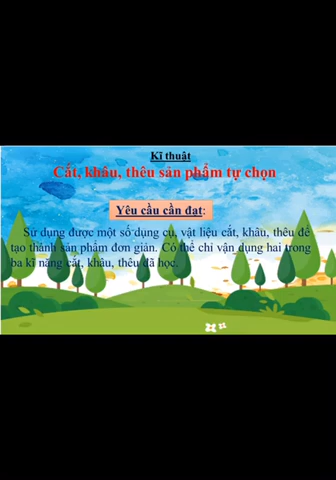 Kĩ thuật
Cắt, khâu, thêu sản phẩm tự chọn
Yêu cầu cần đạt:
Sử dụng được một số dụng cụ, vật liệu cắt, khâu, thêu để
tạo thành sản phẩm đơn giản. Có thể chỉ vận dụng hai trong
ba kĩ năng cắt, khâu, thêu đã học.